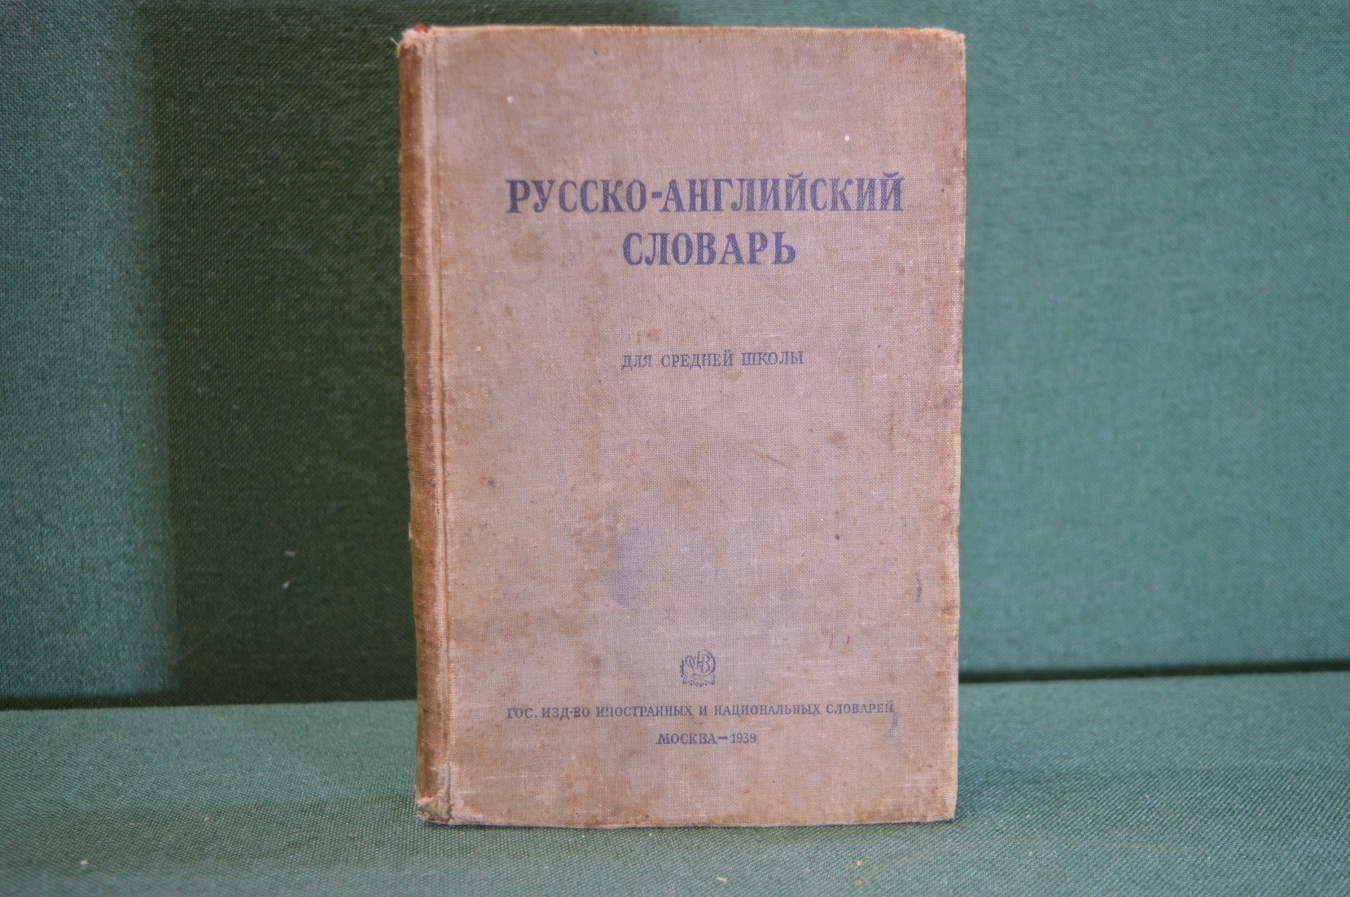 РУССКО-АНГЛИЙСКИЙ
СЛОВАРЬ
ДЛЯ СРЕДНЕЙ ШКОЛЫ
ГОС. ИЗД-ВО ИНОСТРАННЫХ И НАЦИОНАЛЬНЫХ СЛОВАРЕЙ
МОСКВА—1939